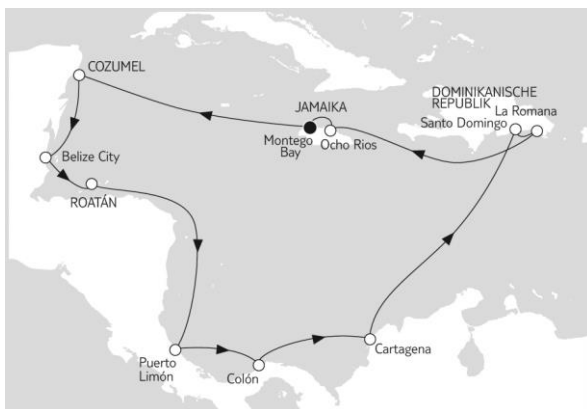 COZUMEL
DOMINIKANISCHE
REPUBLIK
La Romana
Santo Domingo
JAMAIKA
Montego
Bay
Ocho Rios
Belize City
ROATÁN
Puerto
Limón
Colón
Cartagena